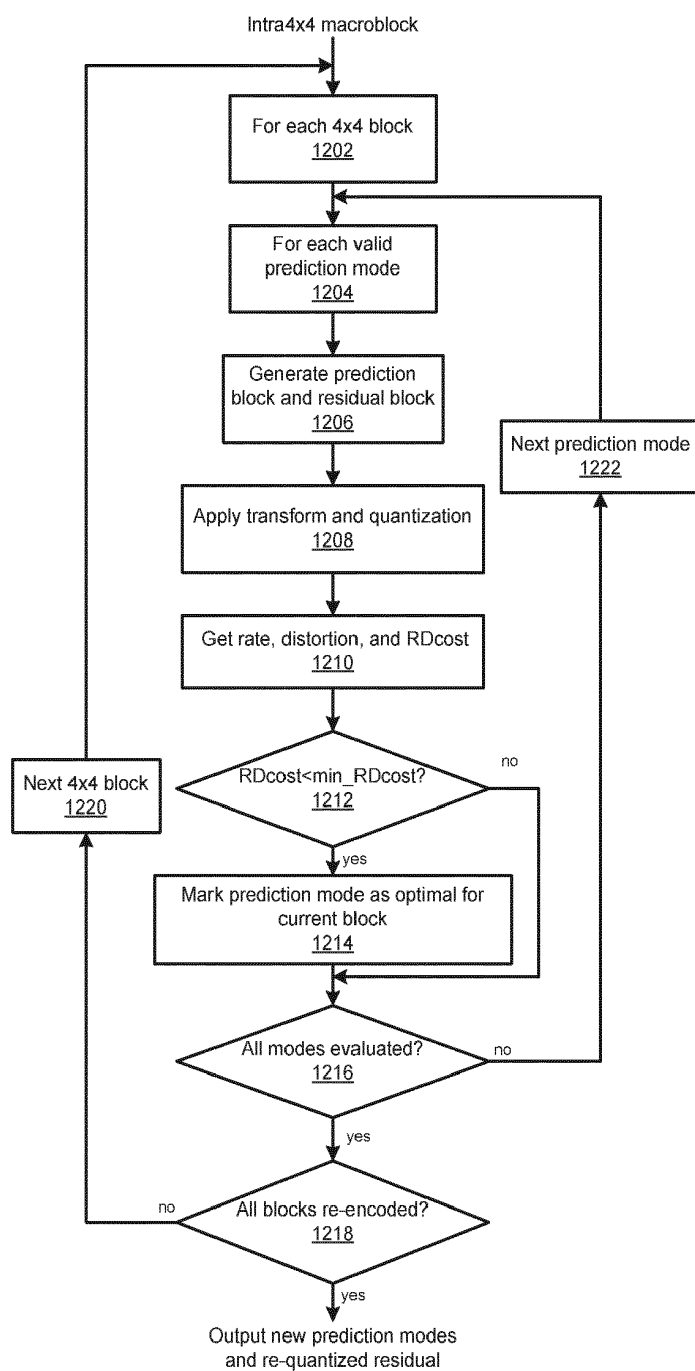 Intra4x4 macroblock
For each 4x4 block
1202
For each valid
prediction mode
1204
Generate prediction
block and residual block
1206
Next prediction mode
1222
Apply transform and quantization
1208
Get rate, distortion, and RDcost
1210
RDcost<min_RDcost?
1212
no
yes
Next 4x4 block
1220
Mark prediction mode as optimal for
current block
1214
All modes evaluated?
1216
no
yes
All blocks re-encoded?
1218
no
yes
Output new prediction modes
and re-quantized residual